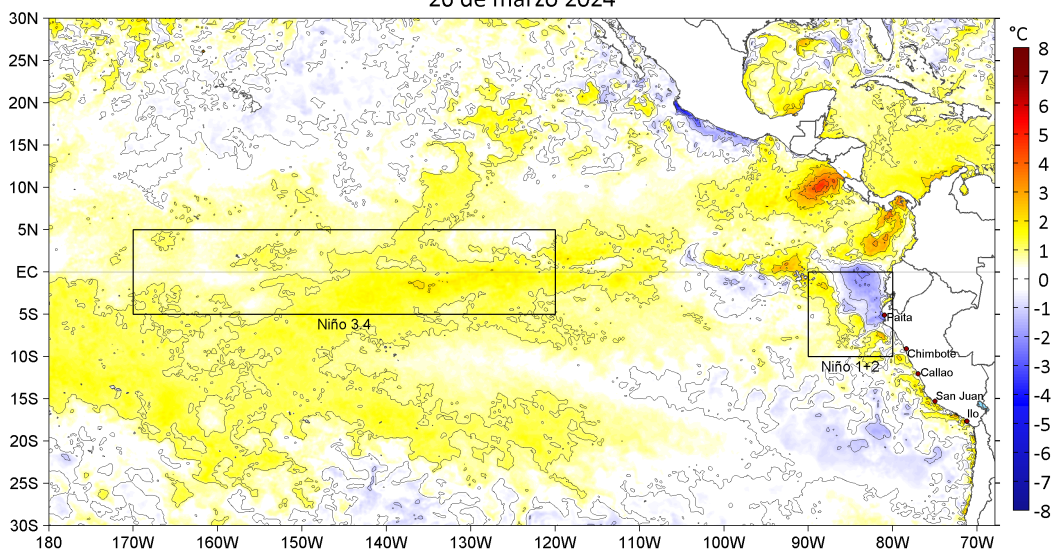 20 de marzo 2024
°C
30N
25N
20N
15N
10N
5N
EC
5S
10S
15S
20S
25S
30S
8
7
6
5
4
3
2
1
0
-1
-2
-3
-4
-5
-6
-7
-8
Niño 3.4
Niño 1+2
Paita
Chimbote
Callao
San Juan
Ilo
180 170W 160W 150W 140W 130W 120W 110W 100W 90W 80W 70W